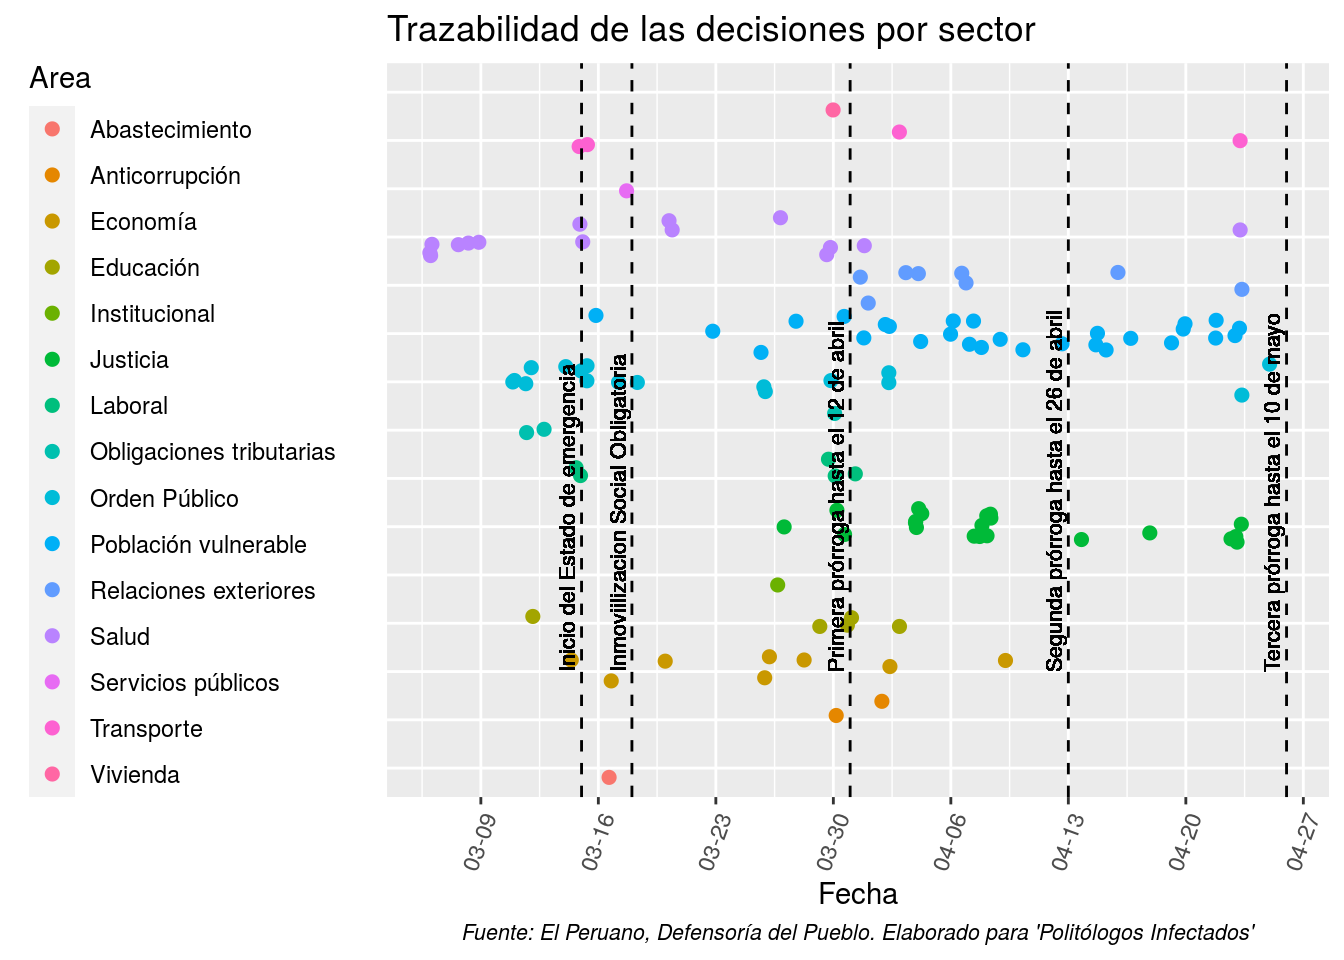 Trazabilidad de las decisiones por sector
Area
Abastecimiento
Anticorrupción
Economía
Educación
Institucional
Justicia
Laboral
Obligaciones tributarias
Orden Público
Población vulnerable
Relaciones exteriores
Salud
Servicios públicos
Transporte
Vivienda
Inicio del Estado de emergencia
Inmoviilizacion Social Obligatoria
Primera prórroga hasta el 12 de abril
Segunda prórroga hasta el 26 de abril
Tercera prórroga hasta el 10 de mayo
03-09
03-16
03-23
03-30
04-06
04-13
04-20
04-27
Fecha
Fuente: El Peruano, Defensoría del Pueblo. Elaborado para 'Politólogos Infectados'